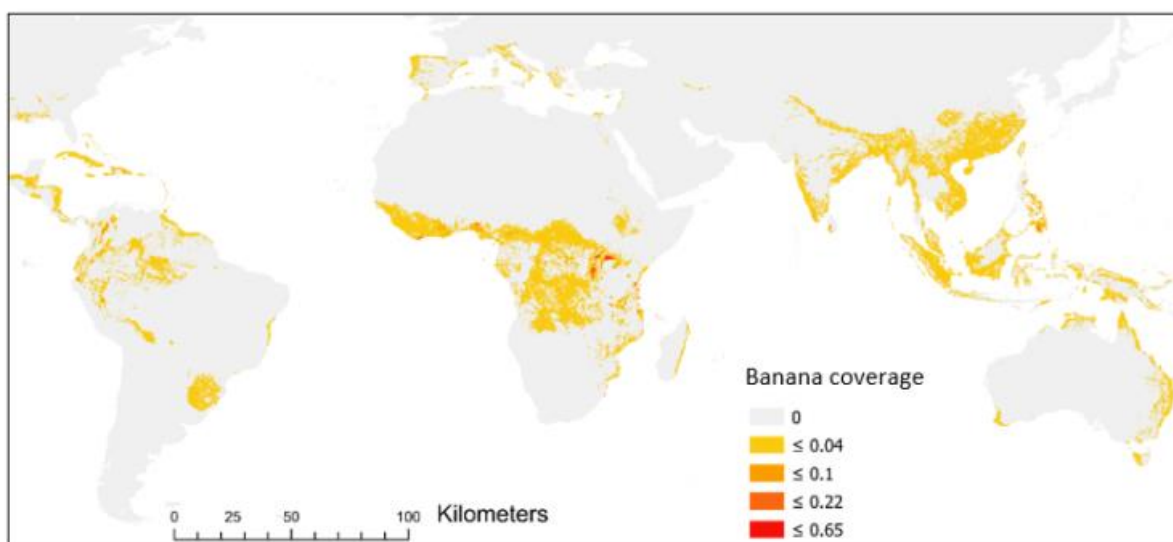 Banana coverage
0
≤ 0.04
≤ 0.1
≤ 0.22
≤ 0.65
0 25 50 100 Kilometers